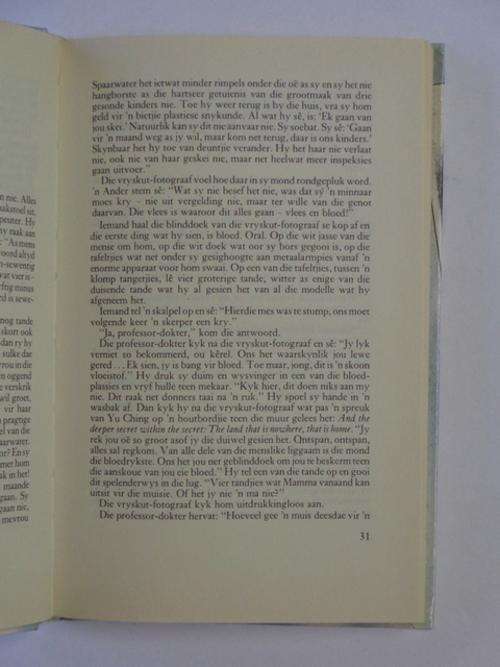 Spaarwater het ietwat minder rimpels onder die oë as sy en sy het nie
hangborste as die hartseer getuienis van die grootmaak van drie
gesonde kinders nie. Toe hy weer terug is by die huis, vra sy hom
geld vir 'n bietjie plastiese snykunde. Al wat hy sê, is: 'Ek gaan van
jou skei.' Natuurlik kan sy dit nie aanvaar nie. Sy soebat. Sy sê: 'Gaan
vir 'n maand weg as jy wil, maar kom net terug, daar is ons kinders.'
Skynbaar het hy toe van deuntjie verander. Hy het haar nie verlaat
nie, ook nie van haar geskei nie, maar net heelwat meer inspeksies
gaan uitvoer."
Die vryskut-fotograaf voel hoe daar in sy mond rondgepluk word.
'n Ander stem sê: "Wat sy nie besef het nie, was dat sy 'n minnaar
moes kry – nie uit vergelding nie, maar ter wille van die genot
daarvan. Die vlees is waaroor dit alles gaan – vlees en bloed!"
Iemand haal die blinddoek van die vryskut-fotograaf se kop af en
die eerste ding wat hy sien, is bloed. Oral. Op die wit jasse van die
mense om hom, op die wit doek wat oor sy bors gegooi is, op die
tafeltjies wat net onder sy gesighoogte aan metaalarmpies vanaf 'n
enorme apparaat voor hom swaai. Op een van die tafeltjies, tussen 'n
klomp tangetjies, lê vier groterige tande, witter as enige van die
duisende tande wat hy al gesien het van al die modelle wat hy
afgeneem het.
Iemand tel 'n skalpel op en sê: "Hierdie mes was te stomp, ons moet
volgende keer 'n skerper een kry."
"Ja, professor-dokter," kom die antwoord.
Die professor-dokter kyk na die vryskut-fotograaf en sê: "Jy lyk
verniet so bekommerd, ou kêrel. Ons het waarskynlik jou lewe
gered . . . Ek sien, jy is bang vir bloed. Toe maar, jong, dit is 'n skoon
vloeistof." Hy druk sy duim en wysvinger in een van die bloed-
plassies en vryf hulle teen mekaar. "Kyk hier, dit doen niks aan my
nie. Dit raak net donners taai na 'n ruk." Hy spoel sy hande in 'n
wasbak af. Dan kyk hy na die vryskut-fotograaf wat pas 'n spreuk
van Yu Ching op 'n houtbordjie teen die muur gelees het: And the
deeper secret within the secret: The land that is nowhere, that is home. "Jy
rek jou oë so groot asof jy die duiwel gesien het. Ontspan, ontspan,
alles sal regkom. Van alle dele van die menslike liggaam is die mond
die bloedrykste. Ons het jou net geblinddoek om jou te beskerm teen
die aanskoue van jou eie bloed." Hy tel een van die tande op en gooi
dit spelenderwys in die lug. "Vier tandjies wat Mamma vanaand kan
uitsit vir die muisie. Of het jy nie 'n ma nie?"
Die vryskut-fotograaf kyk hom uitdrukkingloos aan.
Die professor-dokter hervat: "Hoeveel gee 'n muis deesdae vir 'n
31